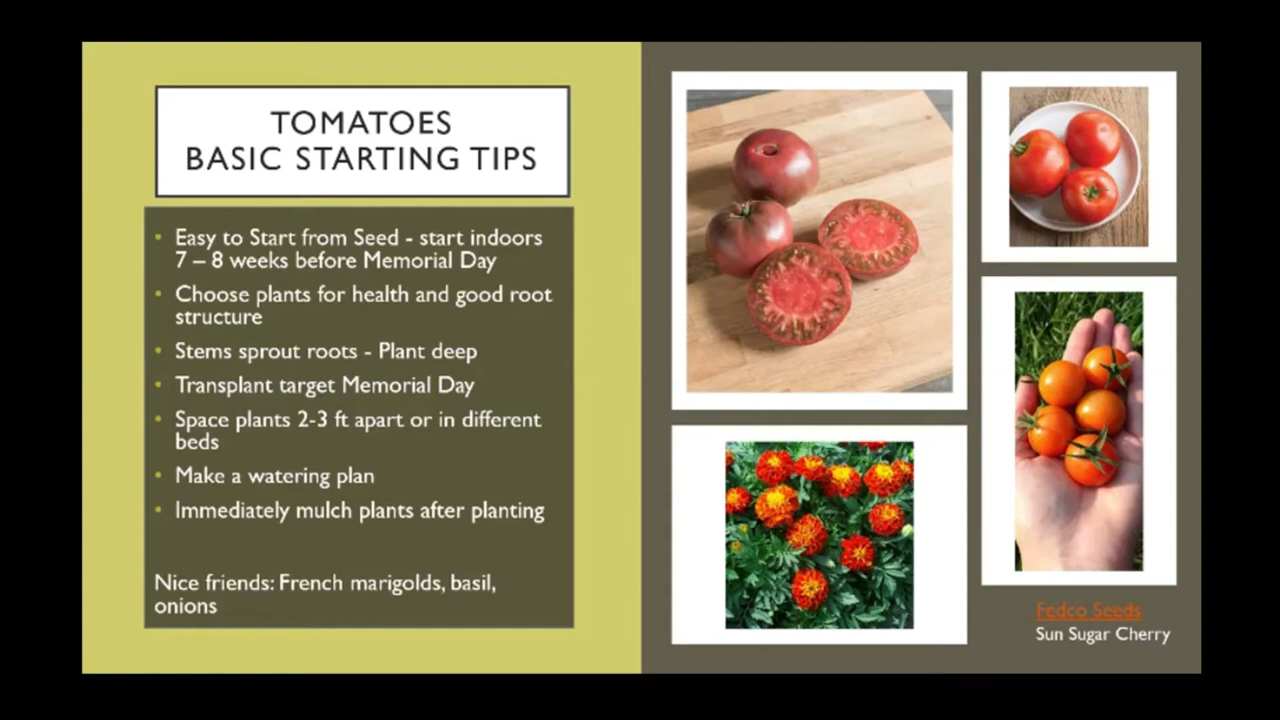 TOMATOES
BASIC STARTING TIPS
• Easy to Start from Seed - start indoors
7 – 8 weeks before Memorial Day
• Choose plants for health and good root
structure
• Stems sprout roots - Plant deep
• Transplant target Memorial Day
• Space plants 2-3 ft apart or in different
beds
• Make a watering plan
• Immediately mulch plants after planting
Nice friends: French marigolds, basil,
onions
Fedco Seeds
Sun Sugar Cherry